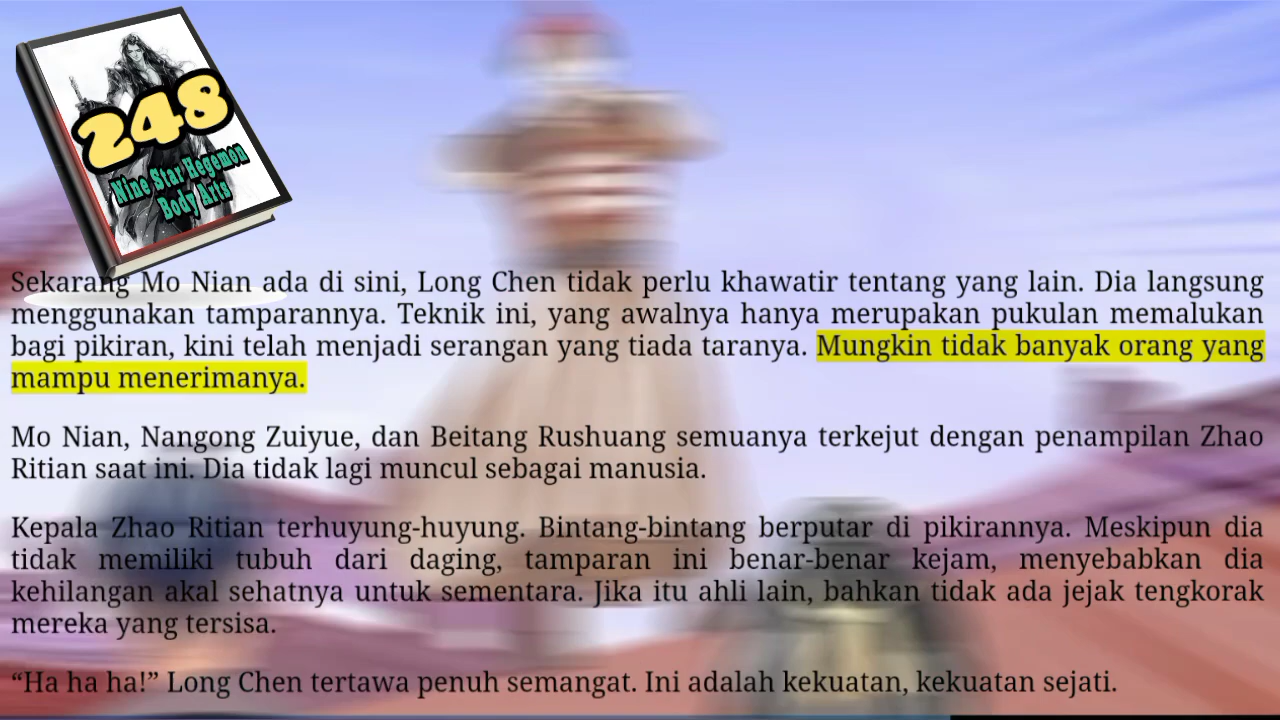 248
Nine Star Hegemon
Body Arts
Sekarang Mo Nian ada di sini, Long Chen tidak perlu khawatir tentang yang lain. Dia langsung
menggunakan tamparannya. Teknik ini, yang awalnya hanya merupakan pukulan memalukan
bagi pikiran, kini telah menjadi serangan yang tiada taranya. Mungkin tidak banyak orang yang
mampu menerimanya.
Mo Nian, Nangong Zuiyue, dan Beitang Rushuang semuanya terkejut dengan penampilan Zhao
Ritian saat ini. Dia tidak lagi muncul sebagai manusia.
Kepala Zhao Ritian terhuyung-huyung. Bintang-bintang berputar di pikirannya. Meskipun dia
tidak memiliki tubuh dari daging, tamparan ini benar-benar kejam, menyebabkan dia
kehilangan akal sehatnya untuk sementara. Jika itu ahli lain, bahkan tidak ada jejak tengkorak
mereka yang tersisa.
“Ha ha ha!” Long Chen tertawa penuh semangat. Ini adalah kekuatan, kekuatan sejati.